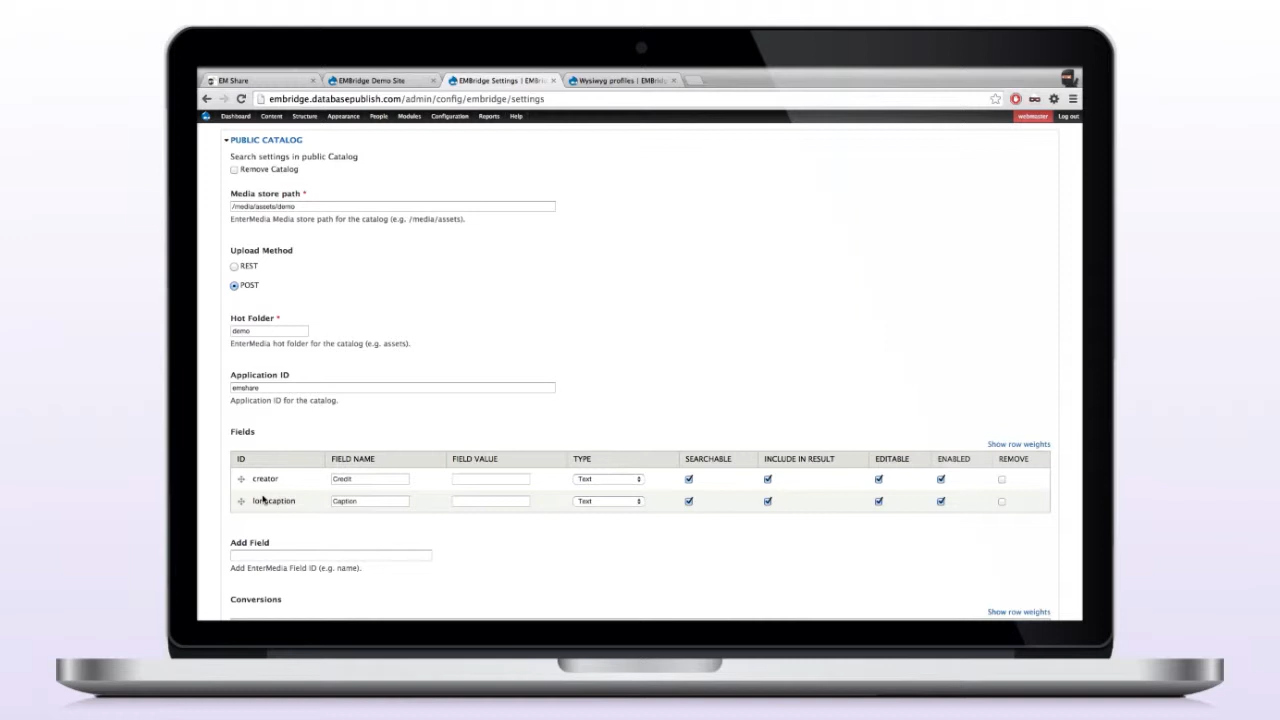 EM Share
EMBridge Demo Site
EMBridge Settings | EMBri
Wysiwyg profiles | EMBrid
embridge.databasepublish.com/admin/config/embridge/settings
Dashboard Content Structure Appearance People Modules Configuration Reports Help webmaster Log out
PUBLIC CATALOG
Search settings in public Catalog
Remove Catalog
Media store path *
/media/assets/demo
EnterMedia Media store path for the catalog (e.g. /media/assets).
Upload Method
REST
POST
Hot Folder *
demo
EnterMedia hot folder for the catalog (e.g. assets).
Application ID
emshare
Application ID for the catalog.
Fields
Show row weights
ID FIELD NAME FIELD VALUE TYPE SEARCHABLE INCLUDE IN RESULT EDITABLE ENABLED REMOVE
creator Credit Text
longcaption Caption Text
Add Field
Add EnterMedia Field ID (e.g. name).
Conversions
Show row weights